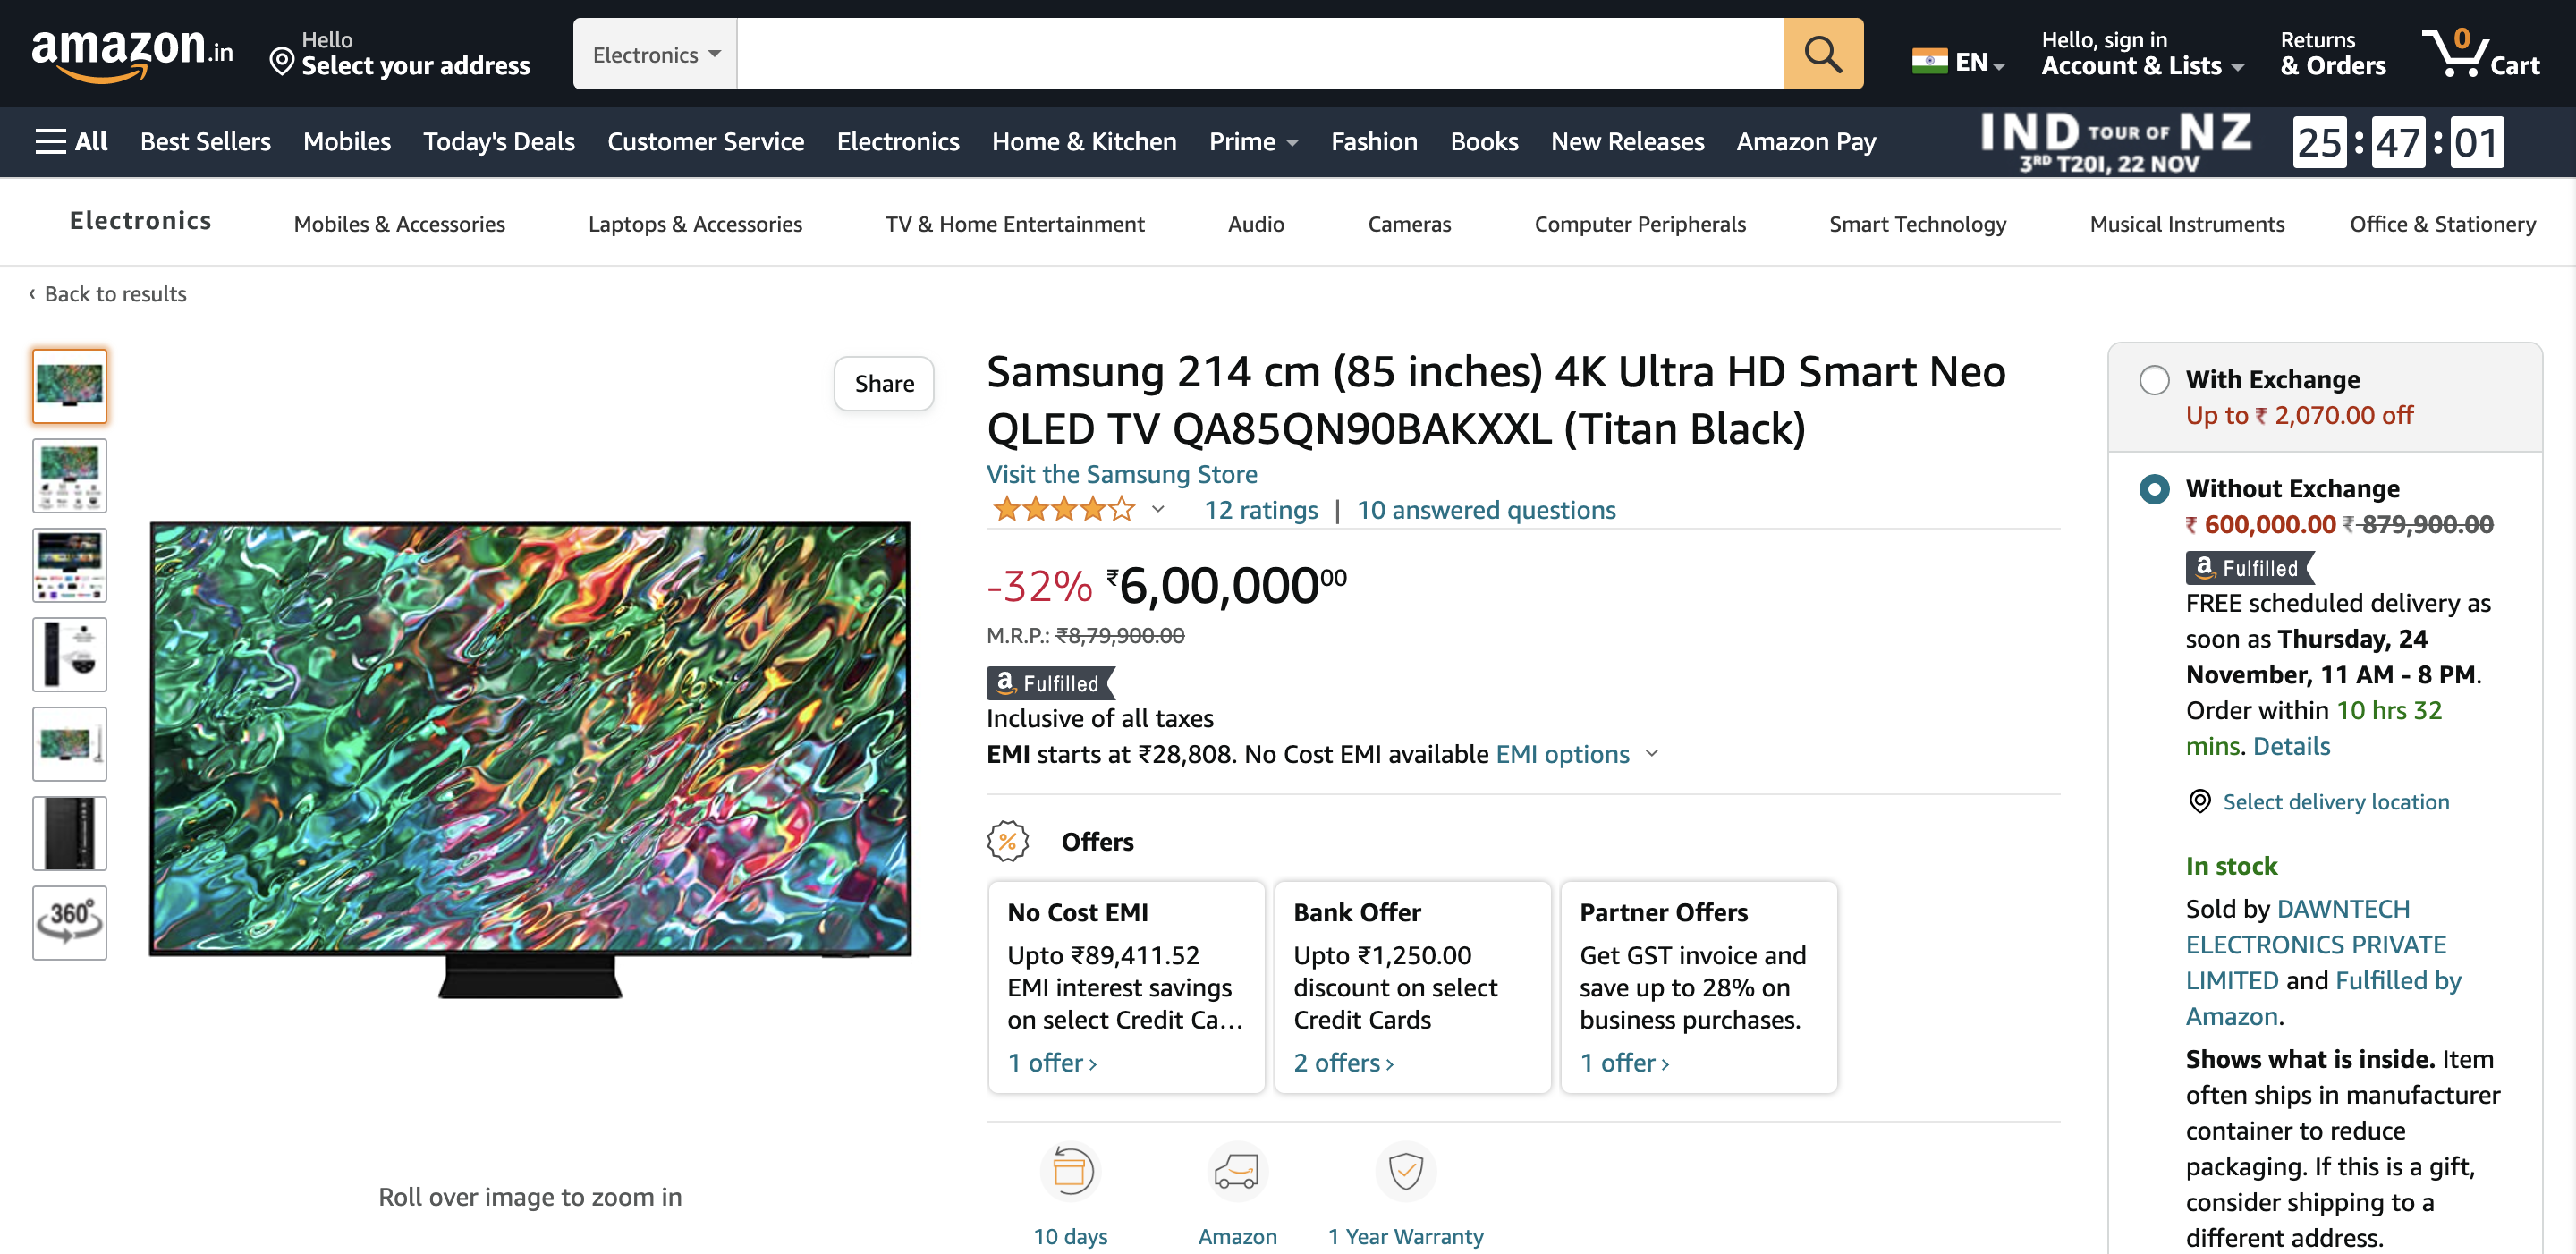 amazon.in
Hello
Select your address
Electronics
EN
Hello, sign in
Account & Lists
Returns
& Orders
0
Cart
All
Best Sellers
Mobiles
Today's Deals
Customer Service
Electronics
Home & Kitchen
Prime
Fashion
Books
New Releases
Amazon Pay
IND TOUR OF NZ
3RD T20I, 22 NOV
25 : 47 : 01
Electronics
Mobiles & Accessories
Laptops & Accessories
TV & Home Entertainment
Audio
Cameras
Computer Peripherals
Smart Technology
Musical Instruments
Office & Stationery
‹ Back to results
360°
Share
Roll over image to zoom in
Samsung 214 cm (85 inches) 4K Ultra HD Smart Neo
QLED TV QA85QN90BAKXXL (Titan Black)
Visit the Samsung Store
12 ratings | 10 answered questions
-32% ₹6,00,00000
M.R.P.: ₹8,79,900.00
a Fulfilled
Inclusive of all taxes
EMI starts at ₹28,808. No Cost EMI available EMI options
% Offers
No Cost EMI
Upto ₹89,411.52
EMI interest savings
on select Credit Ca…
1 offer ›
Bank Offer
Upto ₹1,250.00
discount on select
Credit Cards
2 offers ›
Partner Offers
Get GST invoice and
save up to 28% on
business purchases.
1 offer ›
10 days
Amazon
1 Year Warranty
With Exchange
Up to ₹ 2,070.00 off
Without Exchange
₹ 600,000.00 ₹ 879,900.00
a Fulfilled
FREE scheduled delivery as
soon as Thursday, 24
November, 11 AM - 8 PM.
Order within 10 hrs 32
mins. Details
Select delivery location
In stock
Sold by DAWNTECH
ELECTRONICS PRIVATE
LIMITED and Fulfilled by
Amazon.
Shows what is inside. Item
often ships in manufacturer
container to reduce
packaging. If this is a gift,
consider shipping to a
different address.